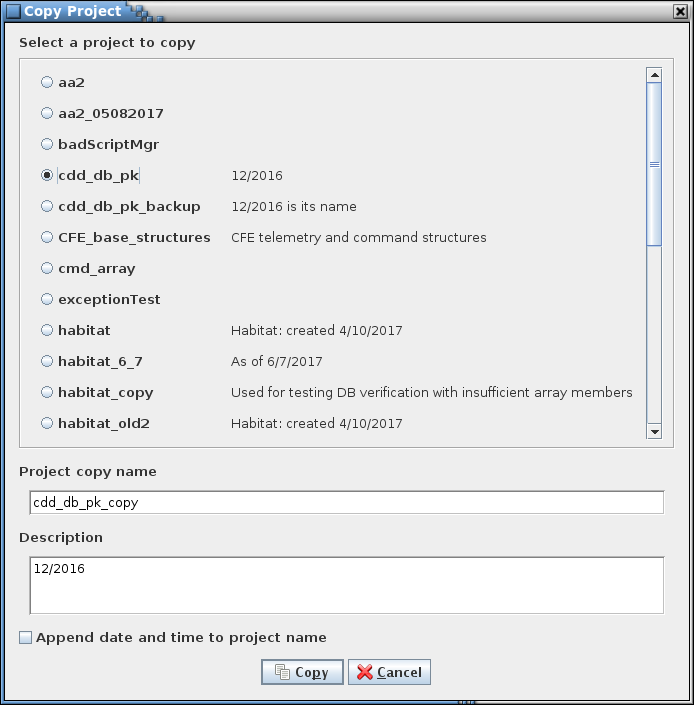 Copy Project
Select a project to copy
aa2
aa2_05082017
badScriptMgr
cdd_db_pk 12/2016
cdd_db_pk_backup 12/2016 is its name
CFE_base_structures CFE telemetry and command structures
cmd_array
exceptionTest
habitat Habitat: created 4/10/2017
habitat_6_7 As of 6/7/2017
habitat_copy Used for testing DB verification with insufficient array members
habitat_old2 Habitat: created 4/10/2017
Project copy name
cdd_db_pk_copy
Description
12/2016
Append date and time to project name
Copy Cancel